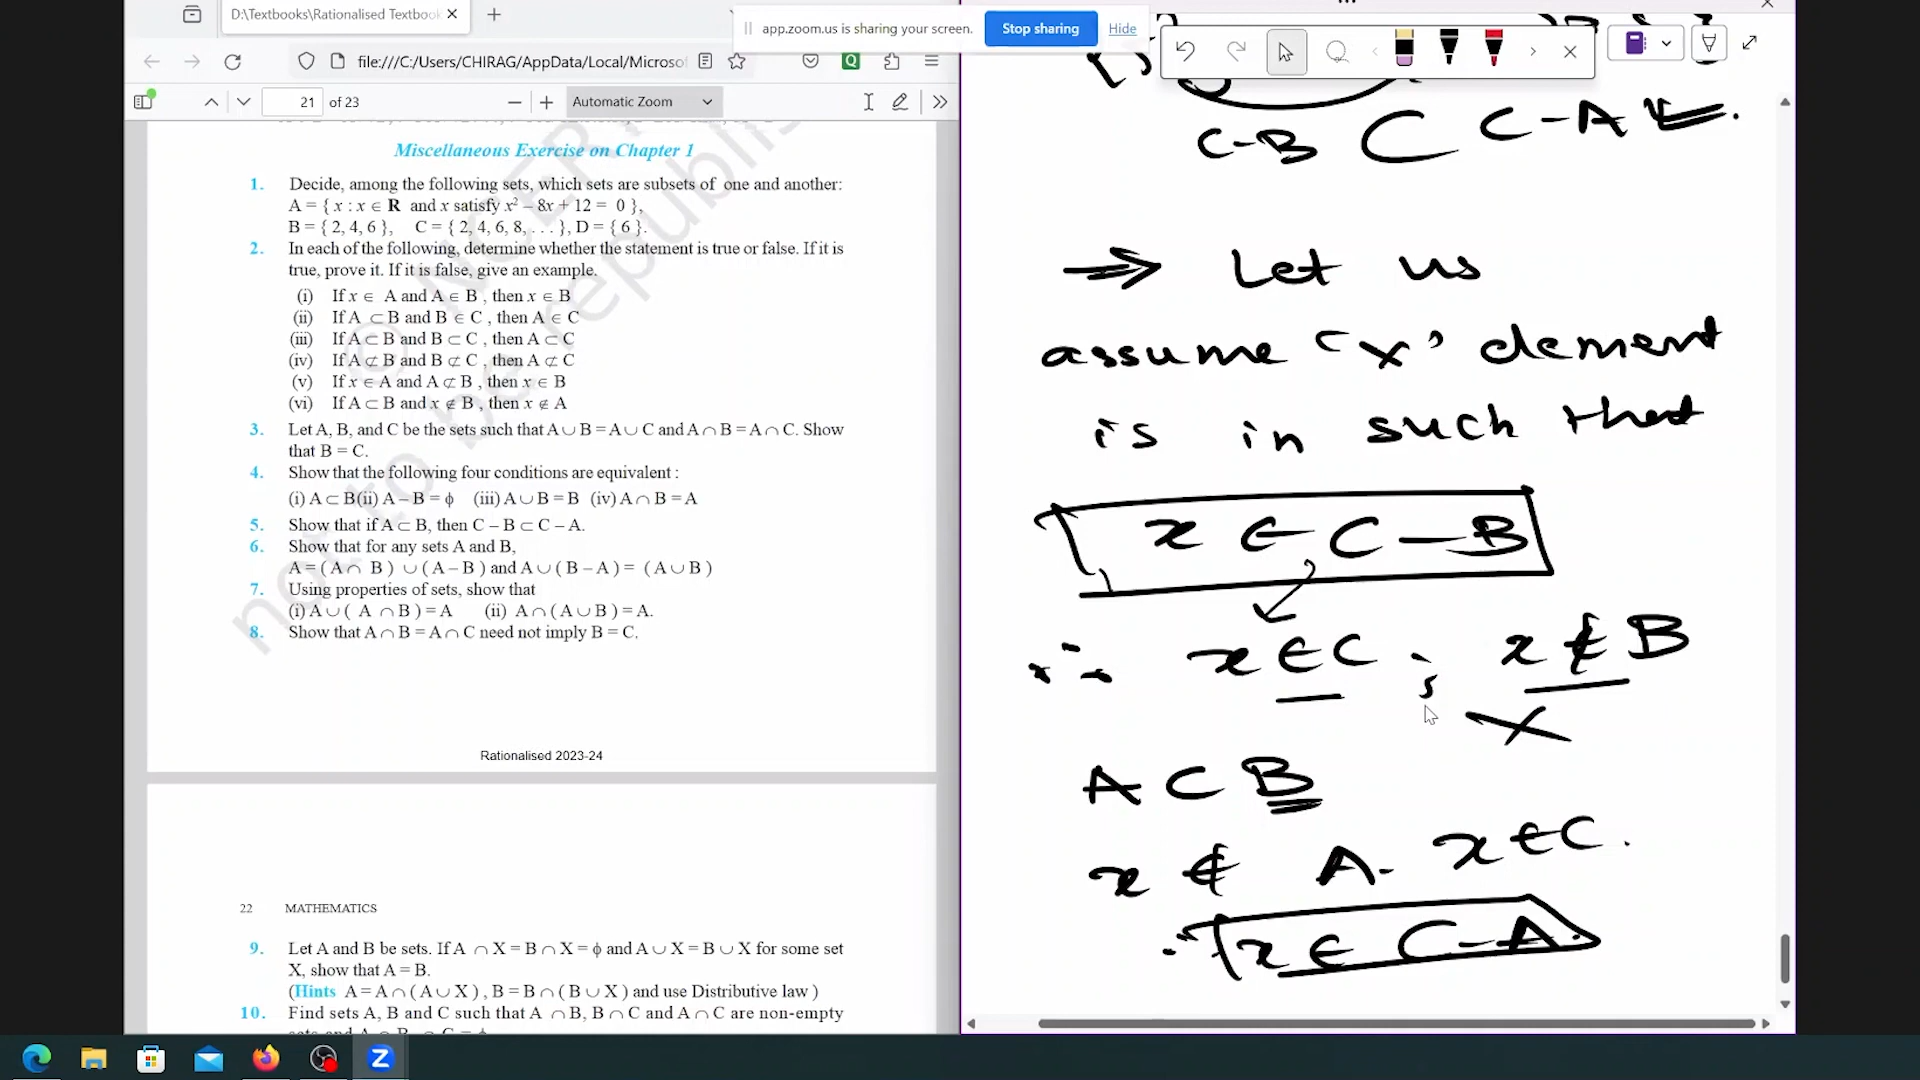 D:\Textbooks\Rationalised Textbook
app.zoom.us is sharing your screen.
Stop sharing
Hide
file:///C:/Users/CHIRAG/AppData/Local/Microsof
21 of 23
Automatic Zoom
Miscellaneous Exercise on Chapter 1
1. Decide, among the following sets, which sets are subsets of one and another:
A = { x : x ∈ R and x satisfy x² – 8x + 12 = 0 },
B = { 2, 4, 6 }, C = { 2, 4, 6, 8, . . . }, D = { 6 }.
2. In each of the following, determine whether the statement is true or false. If it is
true, prove it. If it is false, give an example.
(i) If x ∈ A and A ∈ B , then x ∈ B
(ii) If A ⊂ B and B ∈ C , then A ∈ C
(iii) If A ⊂ B and B ⊂ C , then A ⊂ C
(iv) If A ⊄ B and B ⊄ C , then A ⊄ C
(v) If x ∈ A and A ⊄ B , then x ∈ B
(vi) If A ⊂ B and x ∉ B , then x ∉ A
3. Let A, B, and C be the sets such that A ∪ B = A ∪ C and A ∩ B = A ∩ C. Show
that B = C.
4. Show that the following four conditions are equivalent :
(i) A ⊂ B(ii) A – B = ϕ (iii) A ∪ B = B (iv) A ∩ B = A
5. Show that if A ⊂ B, then C – B ⊂ C – A.
6. Show that for any sets A and B,
A = ( A ∩ B ) ∪ ( A – B ) and A ∪ ( B – A ) = ( A ∪ B )
7. Using properties of sets, show that
(i) A ∪ ( A ∩ B ) = A (ii) A ∩ ( A ∪ B ) = A.
8. Show that A ∩ B = A ∩ C need not imply B = C.
© NCERT
not to be republis
Rationalised 2023-24
22 MATHEMATICS
9. Let A and B be sets. If A ∩ X = B ∩ X = ϕ and A ∪ X = B ∪ X for some set
X, show that A = B.
(Hints A = A ∩ ( A ∪ X ) , B = B ∩ ( B ∪ X ) and use Distributive law )
10. Find sets A, B and C such that A ∩ B, B ∩ C and A ∩ C are non-empty
sets and A ∩ B ∩ C = ϕ
C-B ⊂ C-A
⇒ Let us
assume 'x' element
is in such that
x ∈ C-B
∴ x ∈ C ; x ∉ B
A ⊂ B
x ∉ A. x ∈ C.
∴ x ∈ C-A.